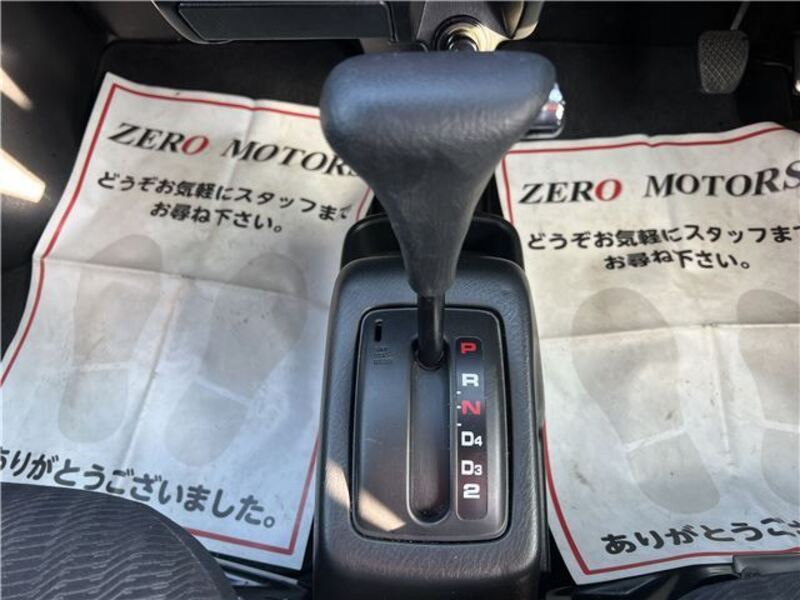 ZERO MOTORS
どうぞお気軽にスタッフまで
お尋ね下さい。
ありがとうございました。
P
R
N
D4
D3
2
ZERO MOTORS
どうぞお気軽にスタッフまで
お尋ね下さい。
ありがとうござい